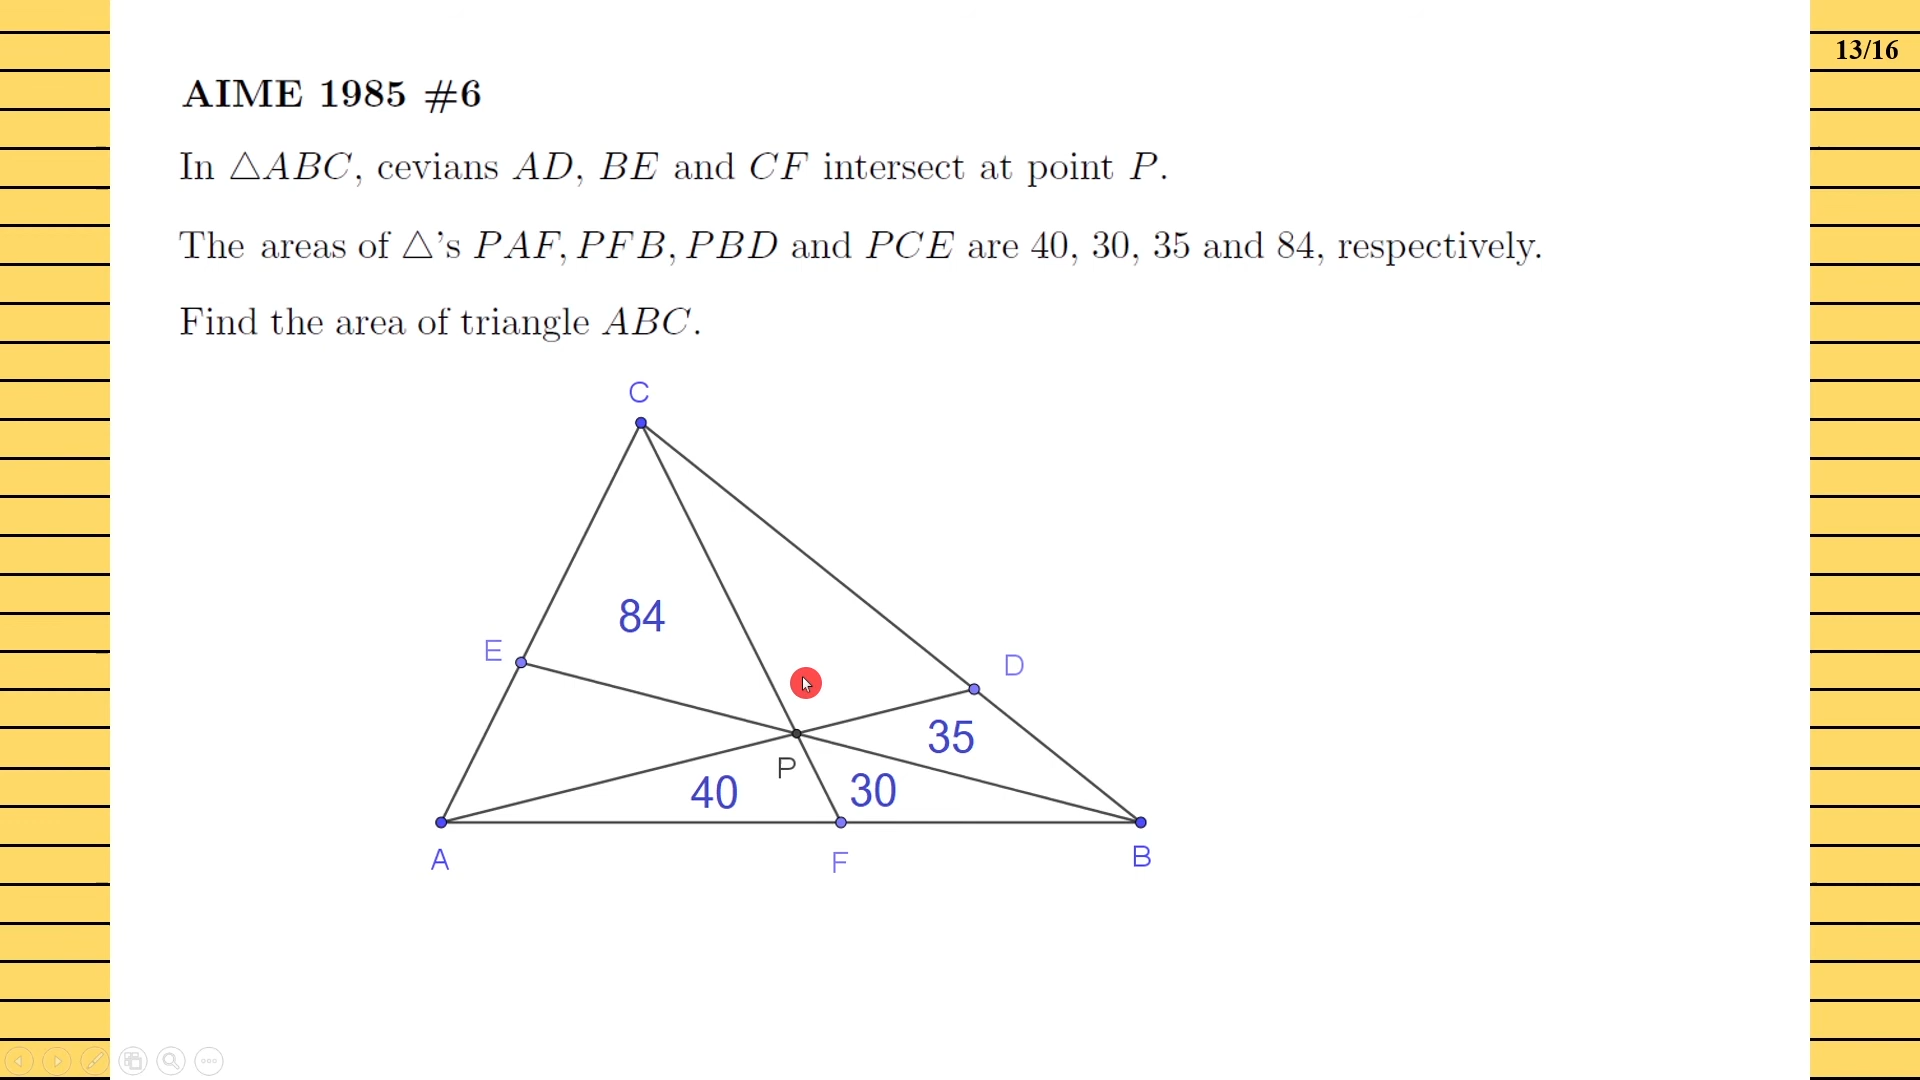 13/16
AIME 1985 #6
In △ABC, cevians AD, BE and CF intersect at point P.
The areas of △'s PAF, PFB, PBD and PCE are 40, 30, 35 and 84, respectively.
Find the area of triangle ABC.
C
84
E
D
35
P
40
30
A
F
B